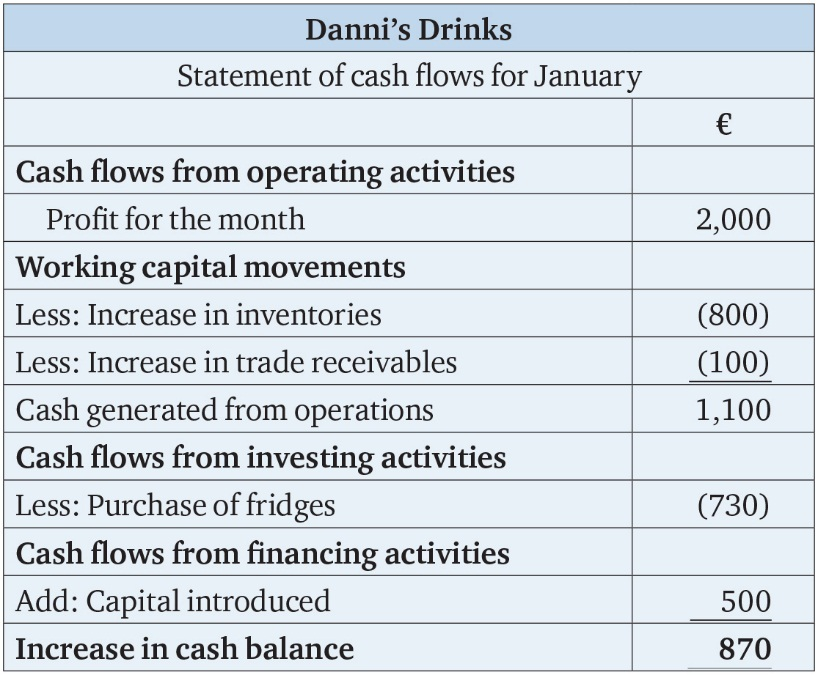 Danni’s Drinks
Statement of cash flows for January
€
Cash flows from operating activities
Profit for the month 2,000
Working capital movements
Less: Increase in inventories (800)
Less: Increase in trade receivables (100)
Cash generated from operations 1,100
Cash flows from investing activities
Less: Purchase of fridges (730)
Cash flows from financing activities
Add: Capital introduced 500
Increase in cash balance 870